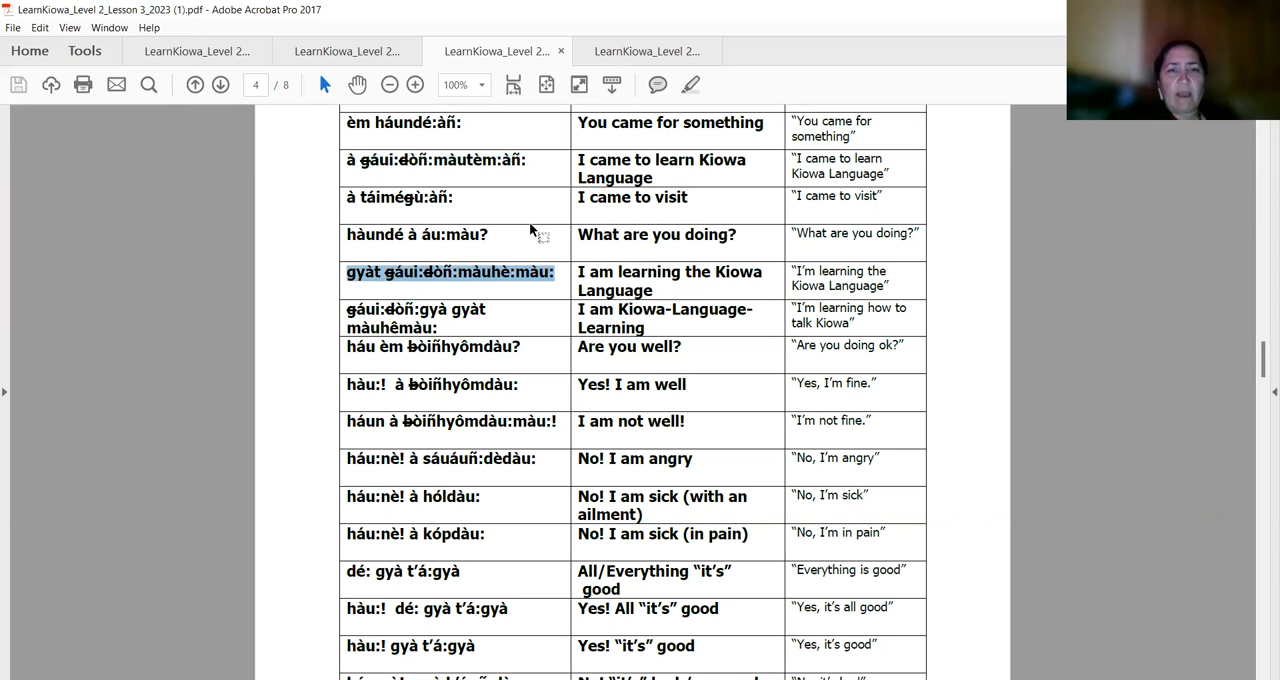 LearnKiowa_Level 2_Lesson 3_2023 (1).pdf - Adobe Acrobat Pro 2017
File Edit View Window Help
Home Tools LearnKiowa_Level 2... LearnKiowa_Level 2... LearnKiowa_Level 2... × LearnKiowa_Level 2...
4 / 8 100%
èm háundé:àñ: You came for something “You came for
something”
à g̶áui:d̶òñ:màutèm:àñ: I came to learn Kiowa “I came to learn
Language Kiowa Language”
à táimég̶ù:àñ: I came to visit “I came to visit”
hàundé à áu:màu? What are you doing? “What are you doing?”
gyàt g̶áui:d̶òñ:màuhè:màu: I am learning the Kiowa “I’m learning the
Language Kiowa Language”
g̶áui:d̶òñ:gyà gyàt I am Kiowa-Language- “I’m learning how to
màuhêmàu: Learning talk Kiowa”
háu èm b̶òiñhyômdàu? Are you well? “Are you doing ok?”
hàu:! à b̶òiñhyômdàu: Yes! I am well “Yes, I’m fine.”
háun à b̶òiñhyômdàu:màu:! I am not well! “I’m not fine.”
háu:nè! à sáuáuñ:dèdàu: No! I am angry “No, I’m angry”
háu:nè! à hóldàu: No! I am sick (with an “No, I’m sick”
ailment)
háu:nè! à kópdàu: No! I am sick (in pain) “No, I’m in pain”
dé: gyà t’á:gyà All/Everything “it’s” “Everything is good”
good
hàu:! dé: gyà t’á:gyà Yes! All “it’s” good “Yes, it’s all good”
hàu:! gyà t’á:gyà Yes! “it’s” good “Yes, it’s good”